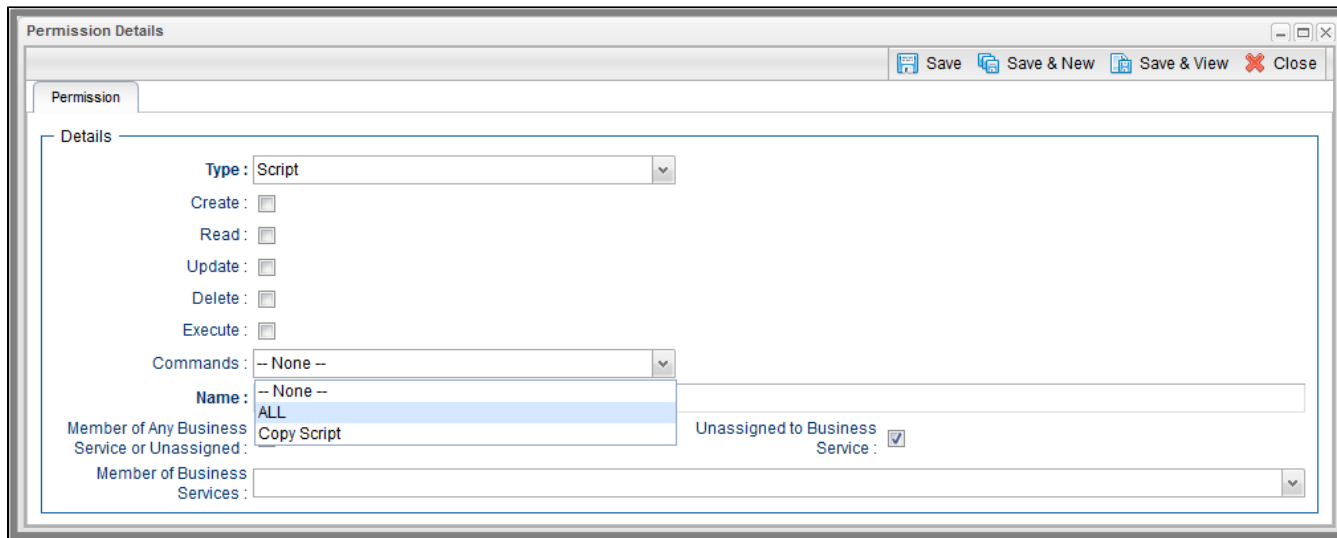 Permission Details
Save Save & New Save & View Close
Permission
Details
Type : Script
Create :
Read :
Update :
Delete :
Execute :
Commands : -- None --
-- None --
Name :
ALL
Copy Script
Member of Any Business
Service or Unassigned :
Unassigned to Business
Service :
Member of Business
Services :